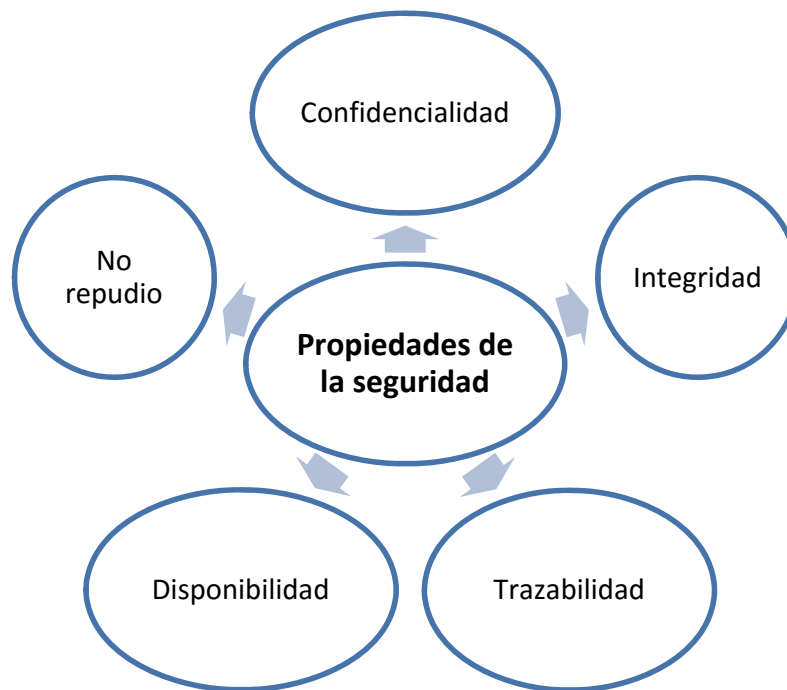 Confidencialidad
No
repudio
Integridad
Propiedades de
la seguridad
Disponibilidad
Trazabilidad